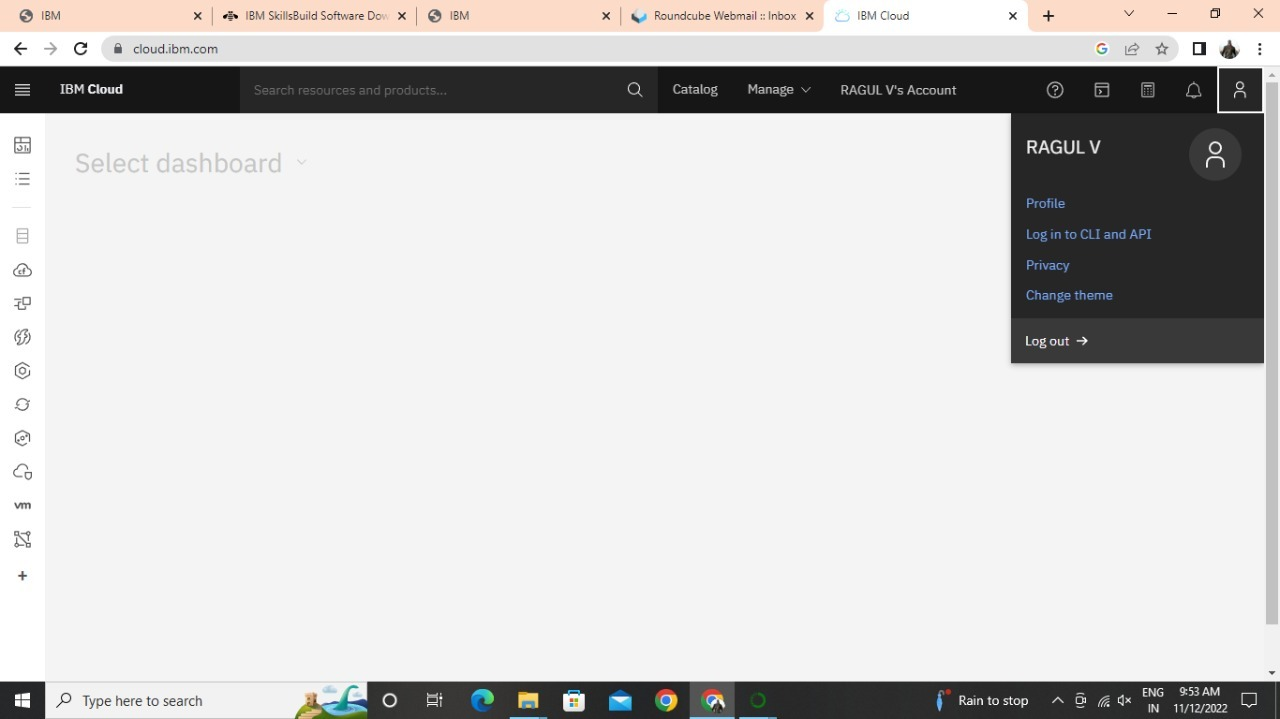 IBM
IBM SkillsBuild Software Dow
IBM
Roundcube Webmail :: Inbox
IBM Cloud
cloud.ibm.com
IBM Cloud
Search resources and products...
Catalog
Manage
RAGUL V's Account
Select dashboard
RAGUL V
Profile
Log in to CLI and API
Privacy
Change theme
Log out →
vm
Type here to search
Rain to stop
ENG
IN
9:53 AM
11/12/2022